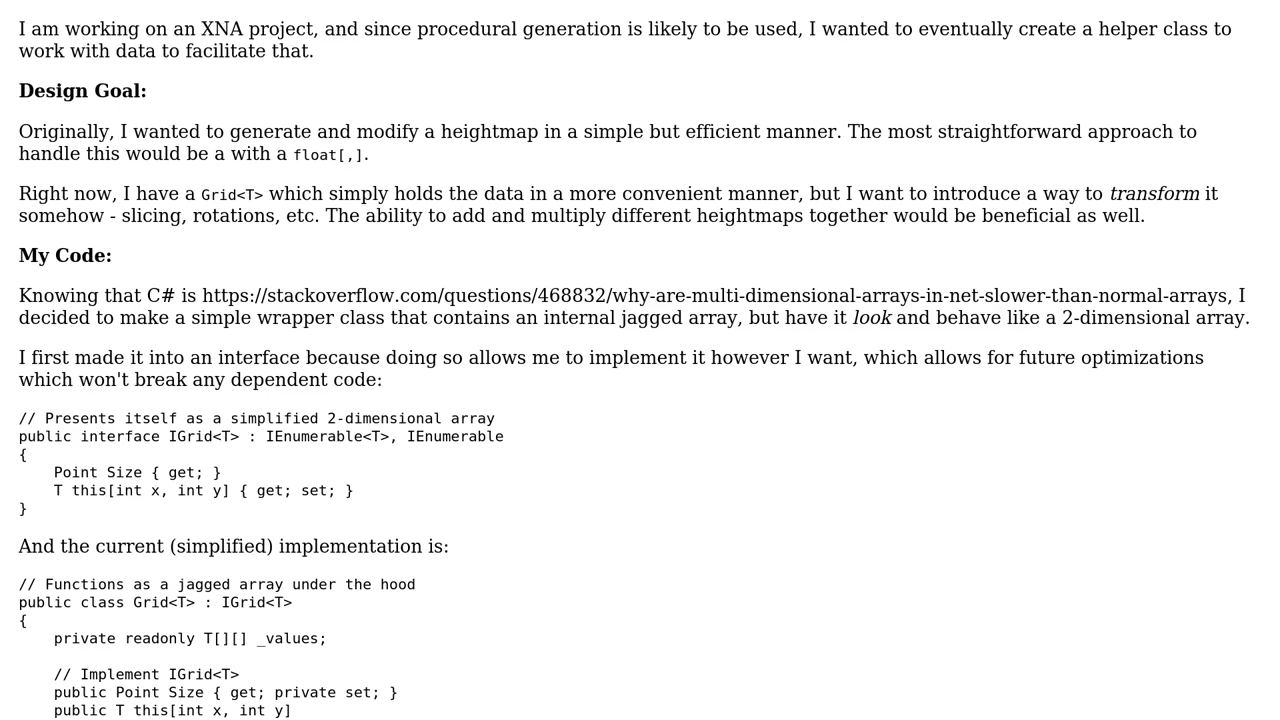 I am working on an XNA project, and since procedural generation is likely to be used, I wanted to eventually create a helper class to
work with data to facilitate that.
Design Goal:
Originally, I wanted to generate and modify a heightmap in a simple but efficient manner. The most straightforward approach to
handle this would be a with a float[,].
Right now, I have a Grid<T> which simply holds the data in a more convenient manner, but I want to introduce a way to transform it
somehow - slicing, rotations, etc. The ability to add and multiply different heightmaps together would be beneficial as well.
My Code:
Knowing that C# is https://stackoverflow.com/questions/468832/why-are-multi-dimensional-arrays-in-net-slower-than-normal-arrays, I
decided to make a simple wrapper class that contains an internal jagged array, but have it look and behave like a 2-dimensional array.
I first made it into an interface because doing so allows me to implement it however I want, which allows for future optimizations
which won't break any dependent code:
// Presents itself as a simplified 2-dimensional array
public interface IGrid<T> : IEnumerable<T>, IEnumerable
{
    Point Size { get; }
    T this[int x, int y] { get; set; }
}
And the current (simplified) implementation is:
// Functions as a jagged array under the hood
public class Grid<T> : IGrid<T>
{
    private readonly T[][] _values;
    // Implement IGrid<T>
    public Point Size { get; private set; }
    public T this[int x, int y]